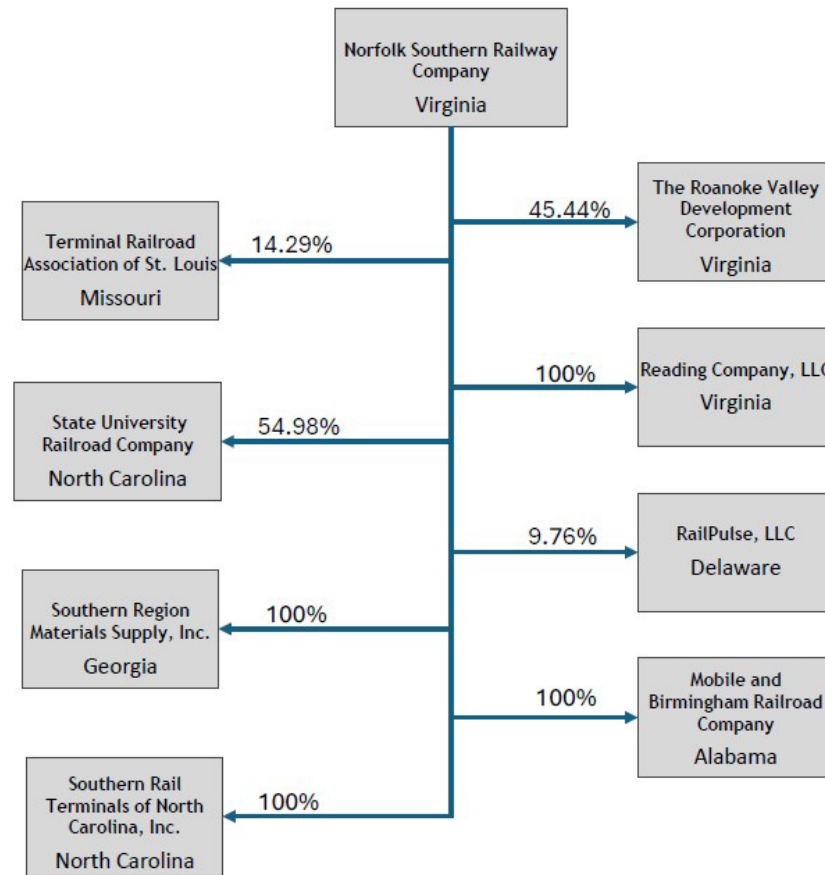 Norfolk Southern Railway
Company
Virginia
The Roanoke Valley
Development
Corporation
Virginia
45.44%
Terminal Railroad
Association of St. Louis
Missouri
14.29%
Reading Company, LLC
Virginia
100%
State University
Railroad Company
North Carolina
54.98%
RailPulse, LLC
Delaware
9.76%
Southern Region
Materials Supply, Inc.
Georgia
100%
Mobile and
Birmingham Railroad
Company
Alabama
100%
Southern Rail
Terminals of North
Carolina, Inc.
North Carolina
100%